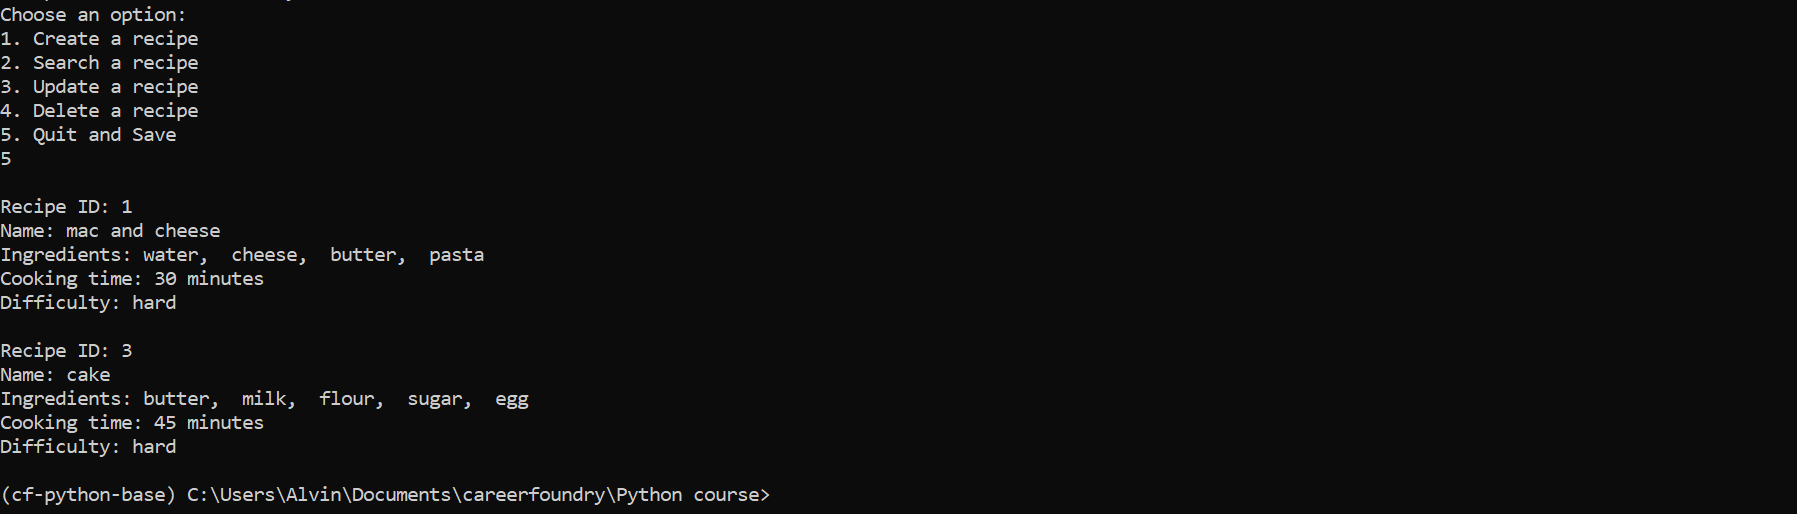 Choose an option:
1. Create a recipe
2. Search a recipe
3. Update a recipe
4. Delete a recipe
5. Quit and Save
5
Recipe ID: 1
Name: mac and cheese
Ingredients: water,  cheese,  butter,  pasta
Cooking time: 30 minutes
Difficulty: hard
Recipe ID: 3
Name: cake
Ingredients: butter,  milk,  flour,  sugar,  egg
Cooking time: 45 minutes
Difficulty: hard
(cf-python-base) C:\Users\Alvin\Documents\careerfoundry\Python course>